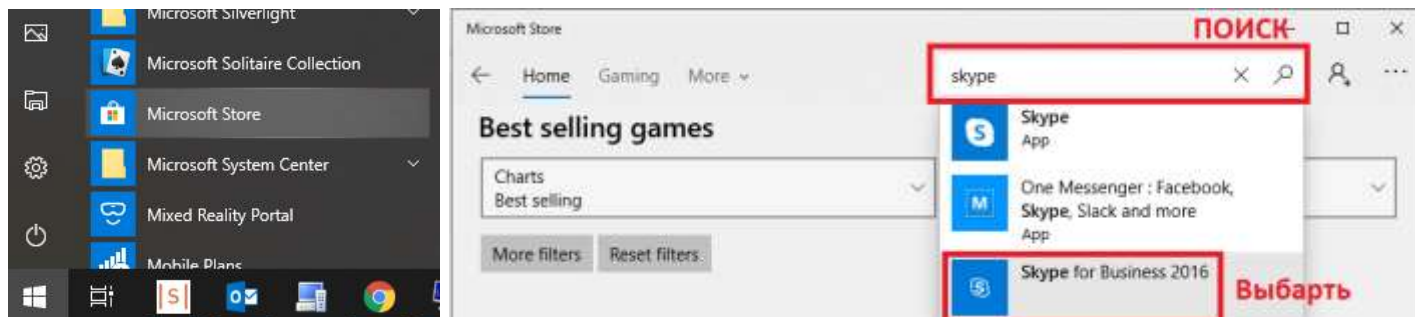 Microsoft Silverlight
Microsoft Solitaire Collection
Microsoft Store
Microsoft System Center
Mixed Reality Portal
Mobile Plans
Microsoft Store
ПОИСК
Home Gaming More
skype
Best selling games
Charts
Best selling
More filters Reset filters
Skype
App
One Messenger : Facebook,
Skype, Slack and more
App
Skype for Business 2016
Выбарть